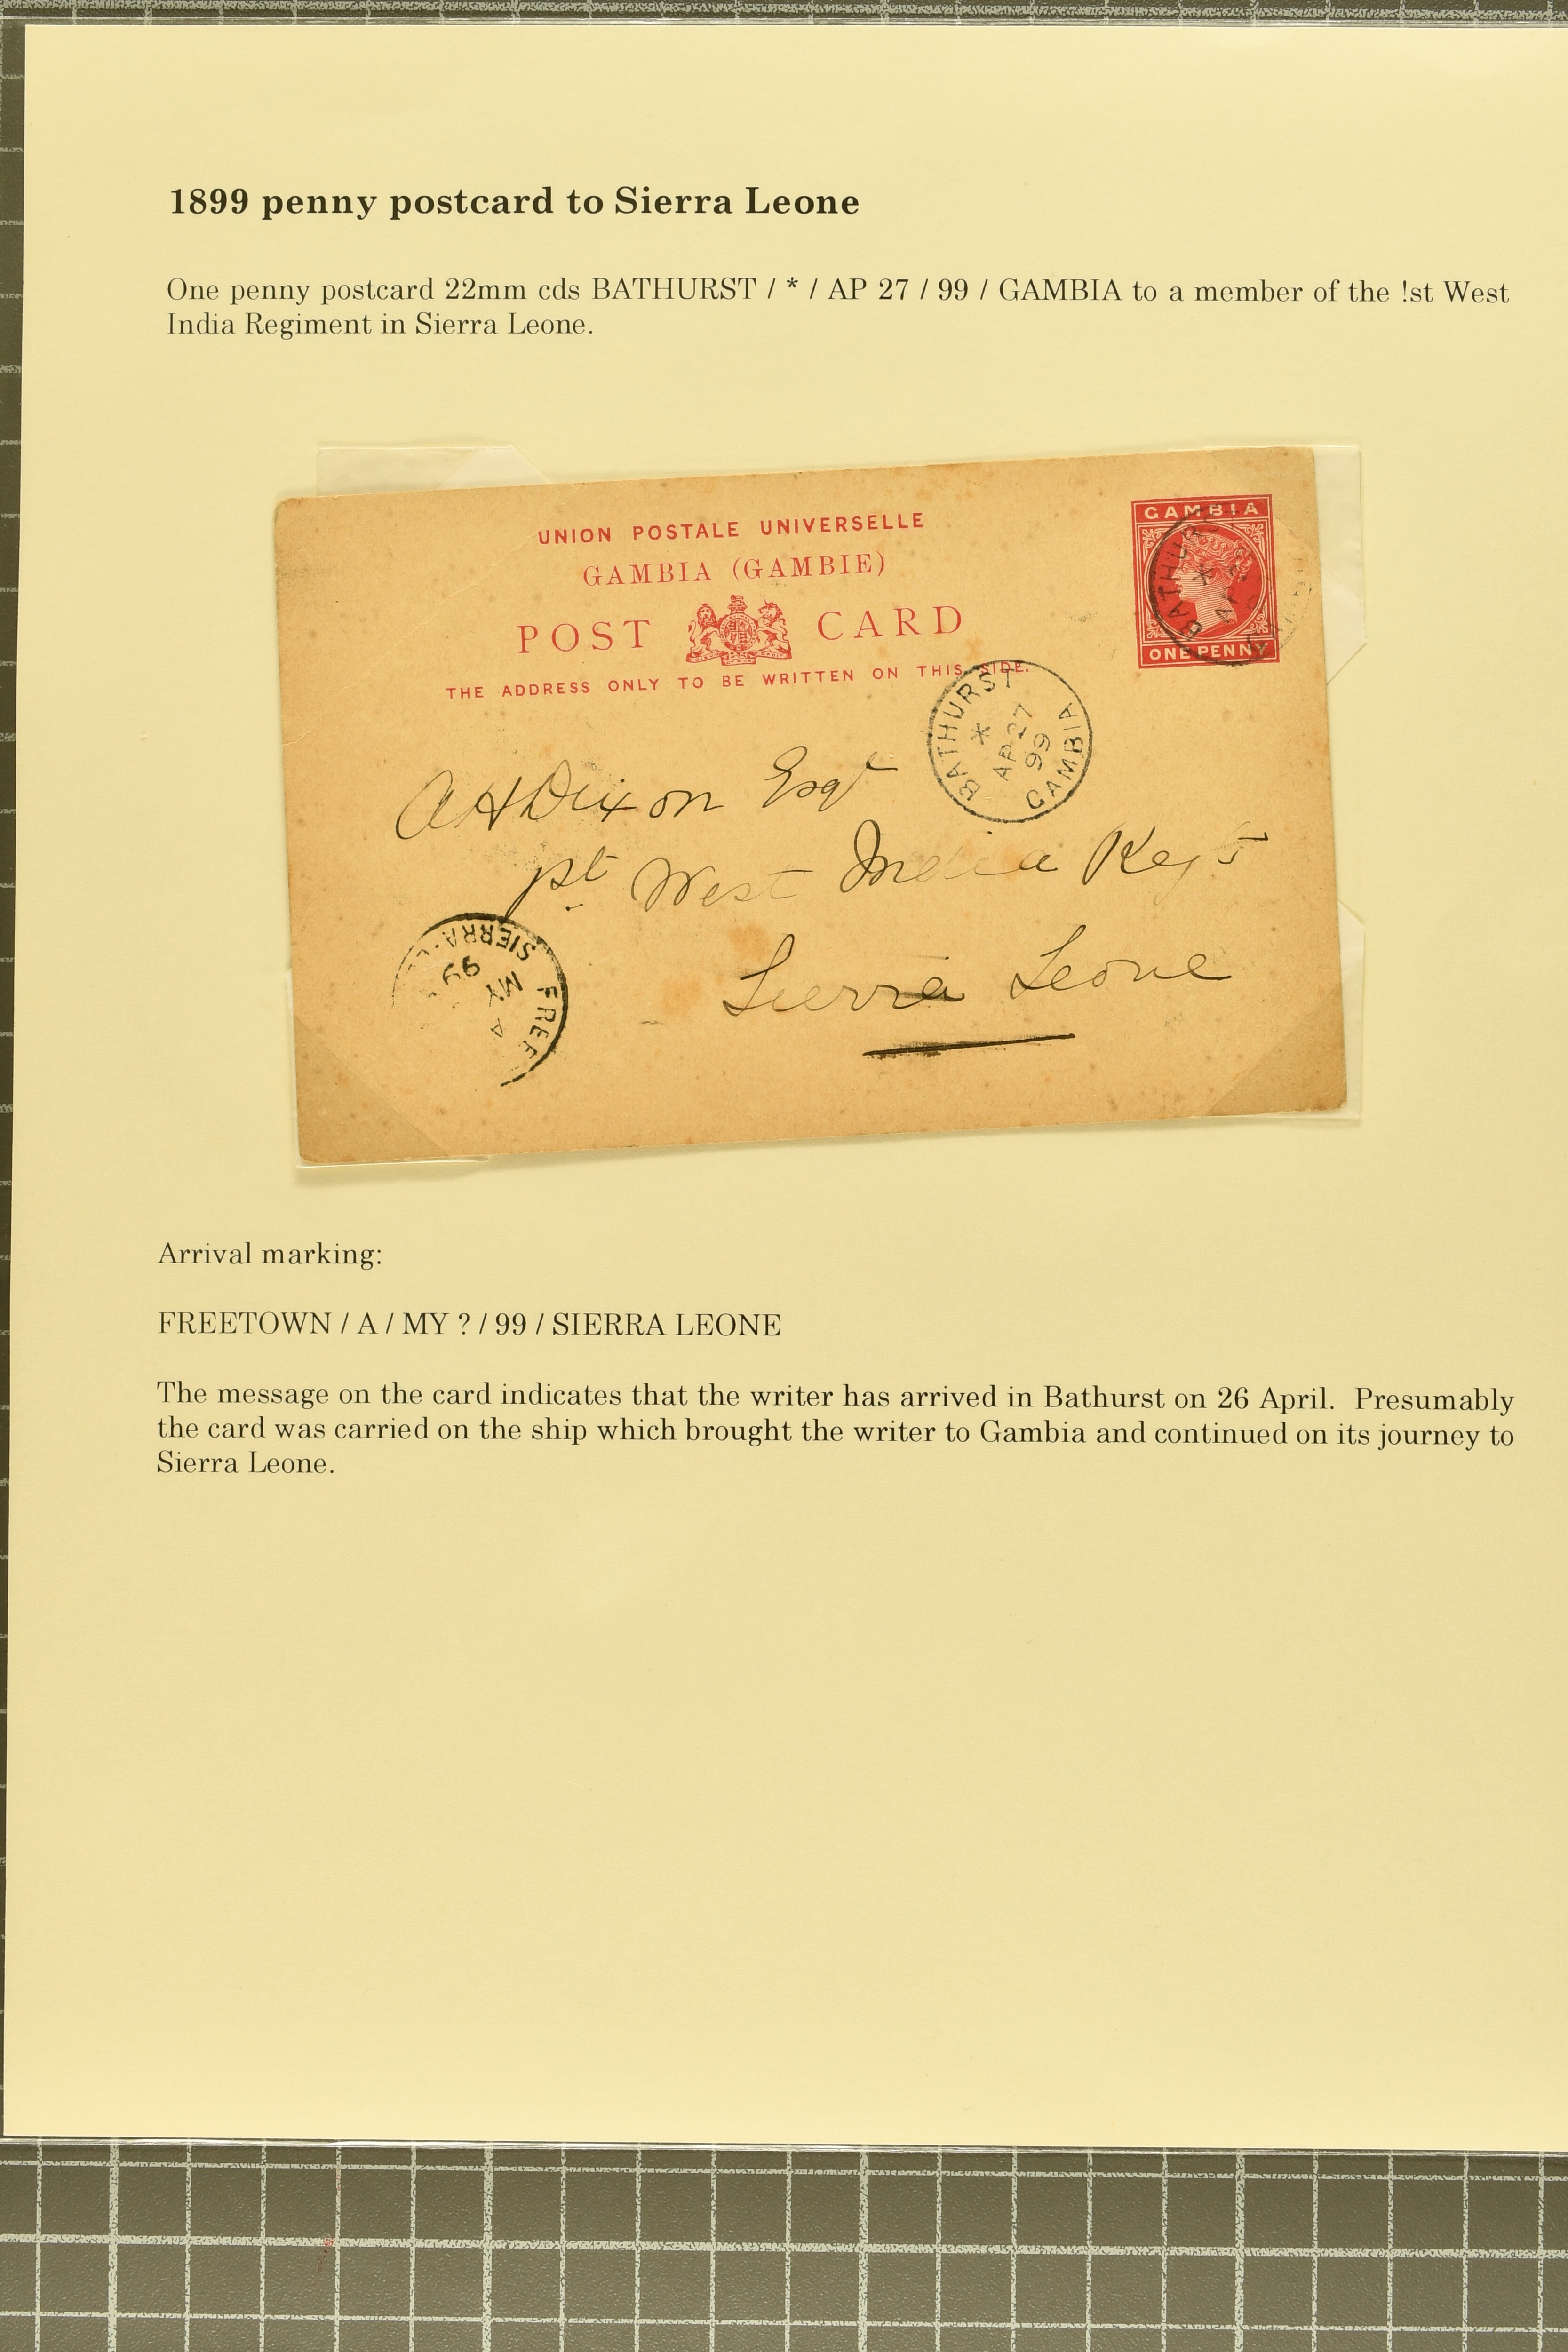 1899 penny postcard to Sierra Leone
One penny postcard 22mm cds BATHURST / * / AP 27 / 99 / GAMBIA to a member of the !st West
India Regiment in Sierra Leone.
UNION POSTALE UNIVERSELLE
GAMBIA (GAMBIE)
POST CARD
THE ADDRESS ONLY TO BE WRITTEN ON THIS SIDE.
GAMBIA
ONE PENNY
BATHURST
*
AP
BATHURST
*
AP 27
99
GAMBIA
A H Dixon Esqr
1st West India Regt
Sierra Leone
FREE
A
MY
99
SIERRA-L
Arrival marking:
FREETOWN / A / MY ? / 99 / SIERRA LEONE
The message on the card indicates that the writer has arrived in Bathurst on 26 April. Presumably
the card was carried on the ship which brought the writer to Gambia and continued on its journey to
Sierra Leone.